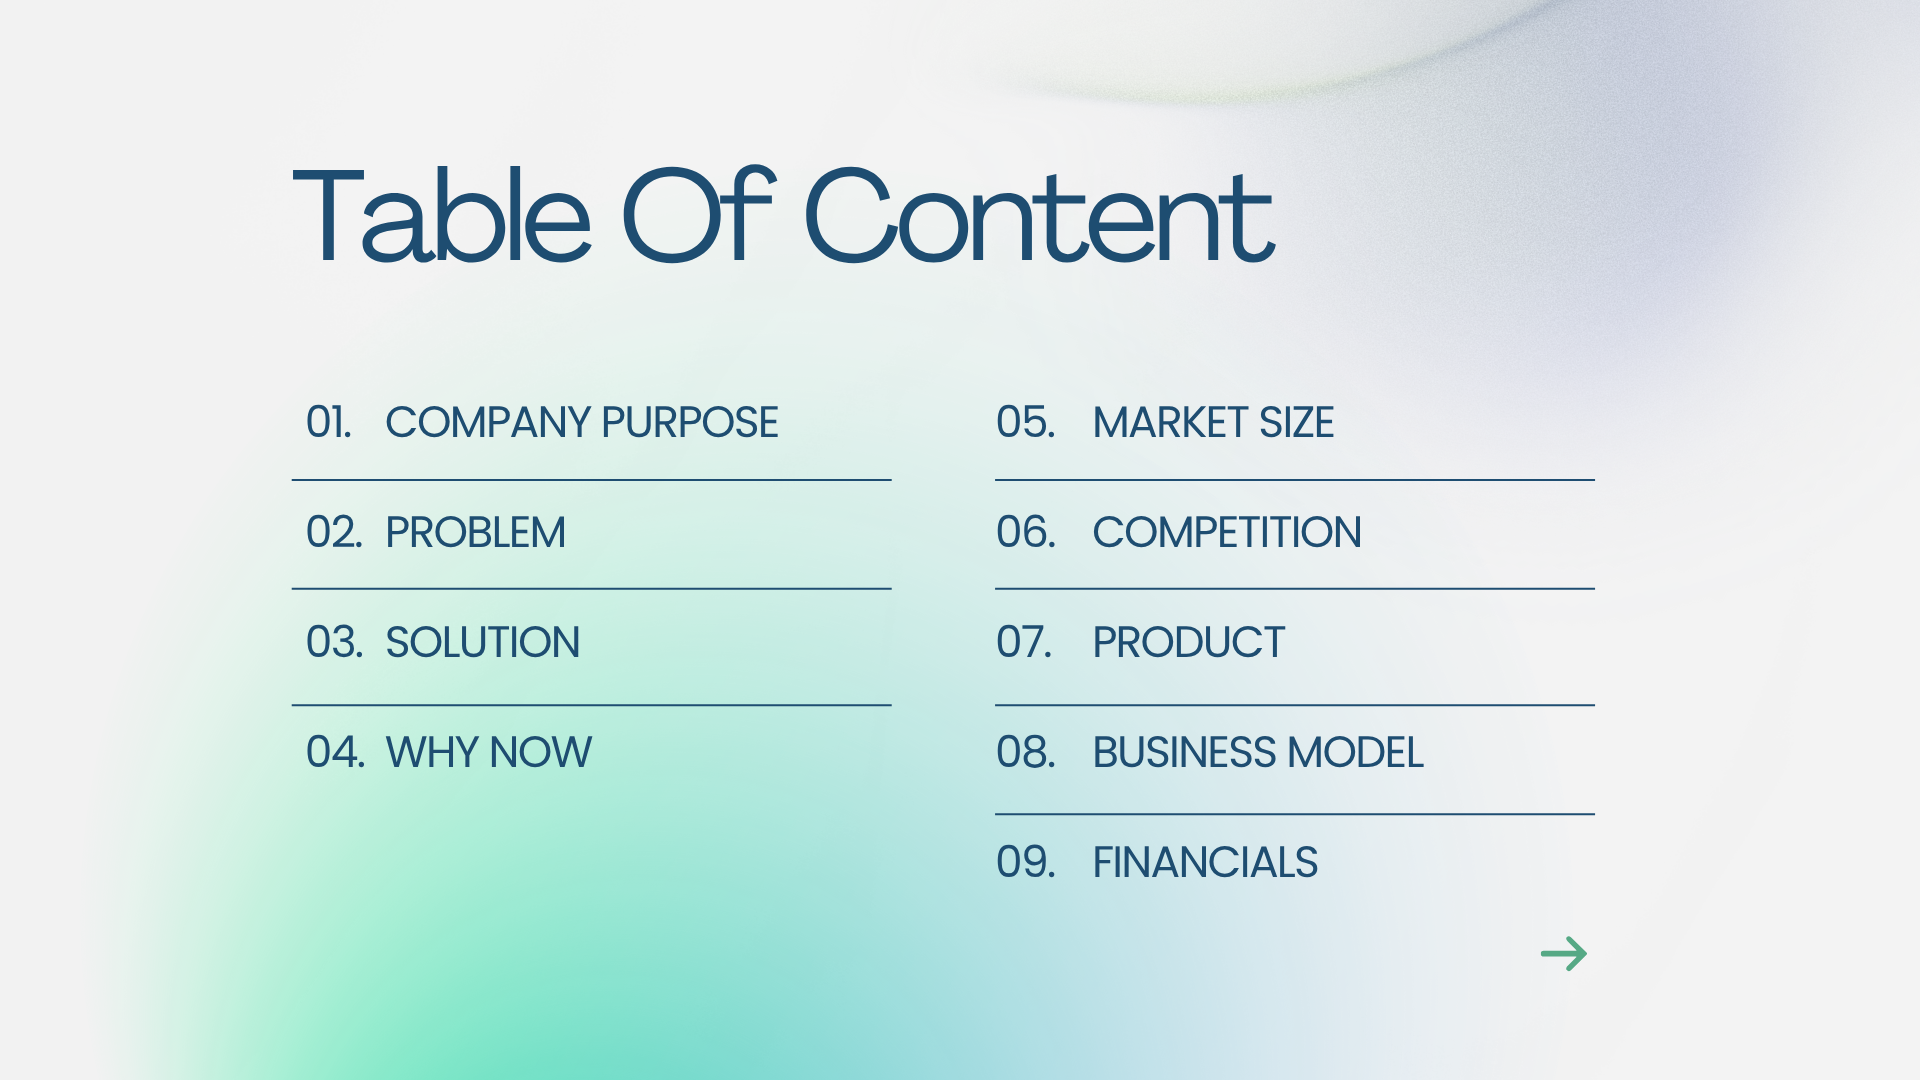 Table Of Content
01. COMPANY PURPOSE
02. PROBLEM
03. SOLUTION
04. WHY NOW
05. MARKET SIZE
06. COMPETITION
07. PRODUCT
08. BUSINESS MODEL
09. FINANCIALS